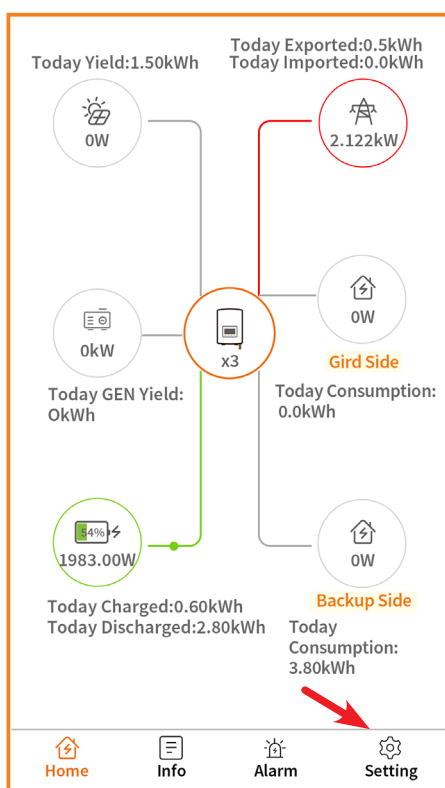 Today Yield:1.50kWh
Today Exported:0.5kWh
Today Imported:0.0kWh
0W
2.122kW
0kW
x3
0W
Gird Side
Today GEN Yield:
OkWh
Today Consumption:
0.0kWh
54%
1983.00W
0W
Backup Side
Today Charged:0.60kWh
Today Discharged:2.80kWh
Today
Consumption:
3.80kWh
Home
Info
Alarm
Setting